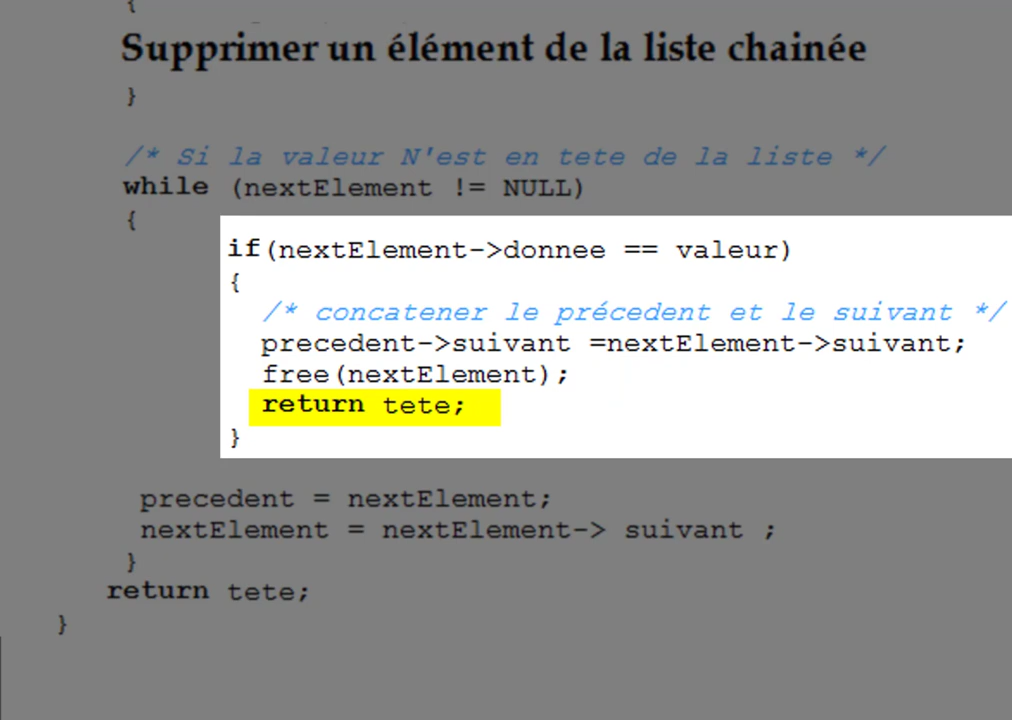 {
Supprimer un élément de la liste chainée
}
/* Si la valeur N'est en tete de la liste */
while (nextElement != NULL)
{
if(nextElement->donnee == valeur)
{
/* concatener le précedent et le suivant */
precedent->suivant =nextElement->suivant;
free(nextElement);
return tete;
}
precedent = nextElement;
nextElement = nextElement-> suivant ;
}
return tete;
}